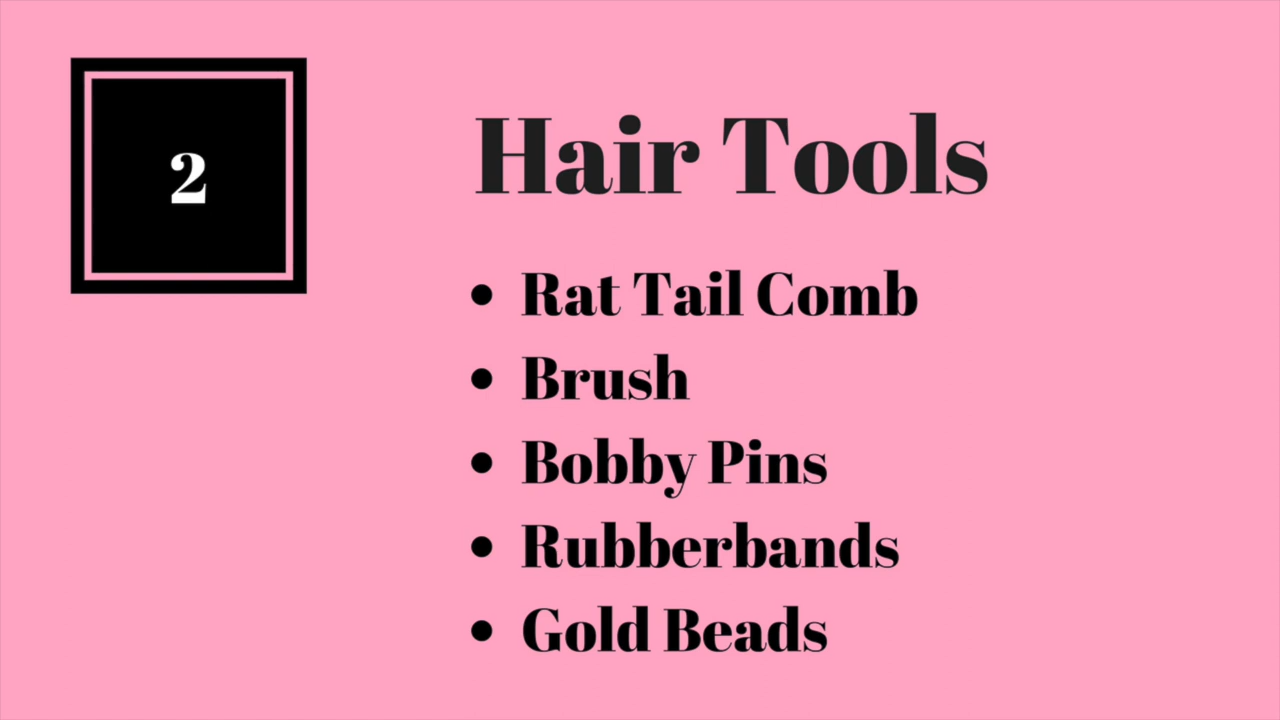 2
Hair Tools
• Rat Tail Comb
• Brush
• Bobby Pins
• Rubberbands
• Gold Beads